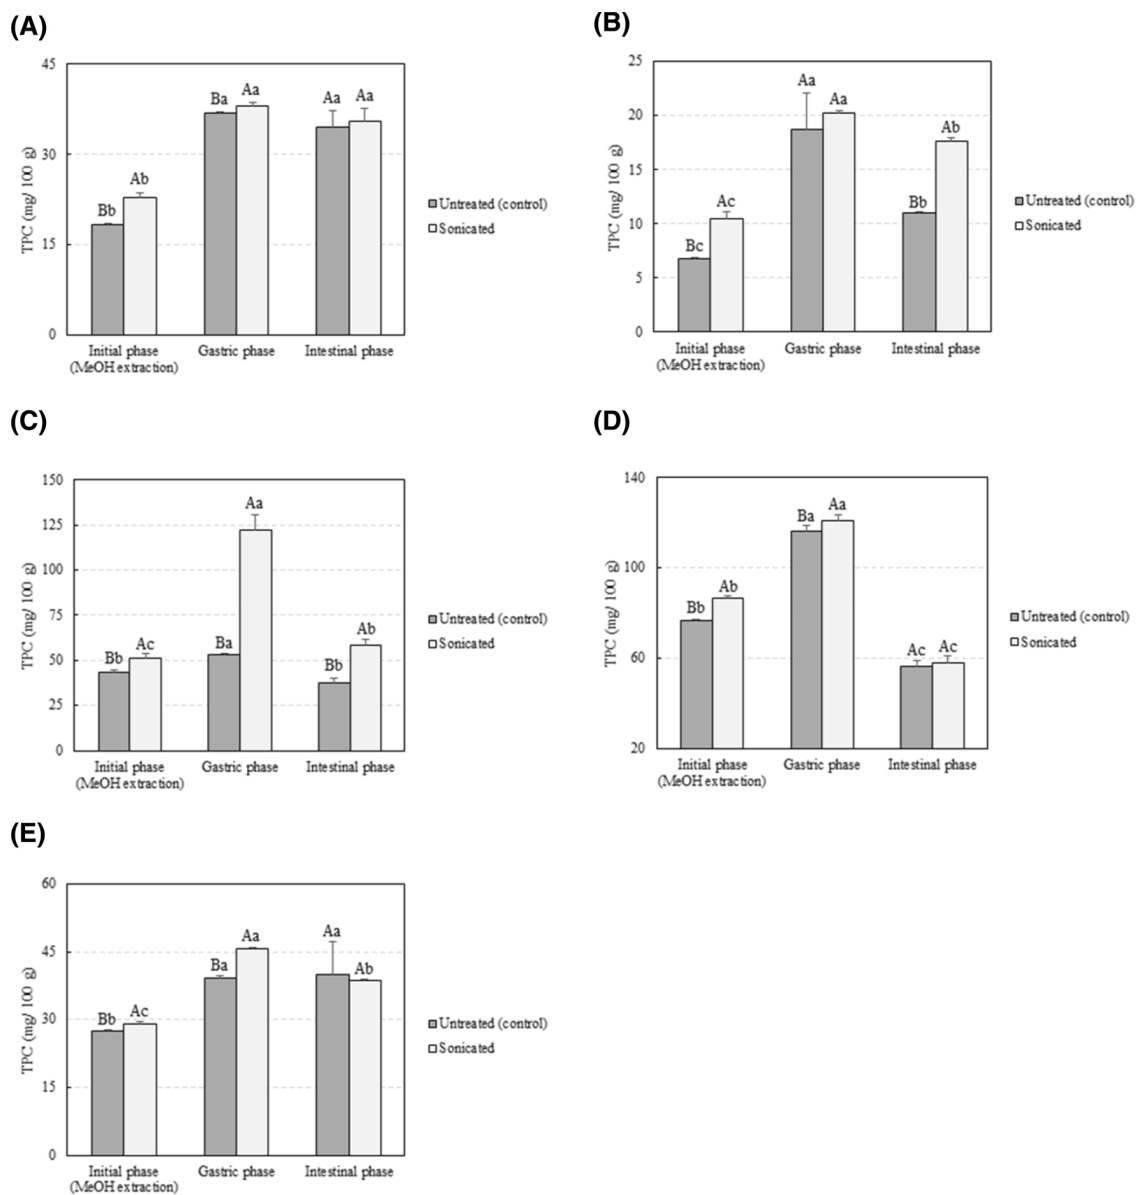 (A)
45
30
15
0
TPC (mg/ 100 g)
Bb
Ab
Ba
Aa
Aa
Aa
Initial phase
(MeOH extraction)
Gastric phase
Intestinal phase
Untreated (control)
Sonicated
(B)
25
20
15
10
5
0
TPC (mg/ 100 g)
Bc
Ac
Aa
Aa
Bb
Ab
Initial phase
(MeOH extraction)
Gastric phase
Intestinal phase
Untreated (control)
Sonicated
(C)
150
125
100
75
50
25
0
TPC (mg/ 100 g)
Bb
Ac
Ba
Aa
Bb
Ab
Initial phase
(MeOH extraction)
Gastric phase
Intestinal phase
Untreated (control)
Sonicated
(D)
140
100
60
20
TPC (mg/ 100 g)
Bb
Ab
Ba
Aa
Ac
Ac
Initial phase
(MeOH extraction)
Gastric phase
Intestinal phase
Untreated (control)
Sonicated
(E)
60
45
30
15
0
TPC (mg/ 100 g)
Bb
Ac
Ba
Aa
Aa
Ab
Initial phase
(MeOH extraction)
Gastric phase
Intestinal phase
Untreated (control)
Sonicated